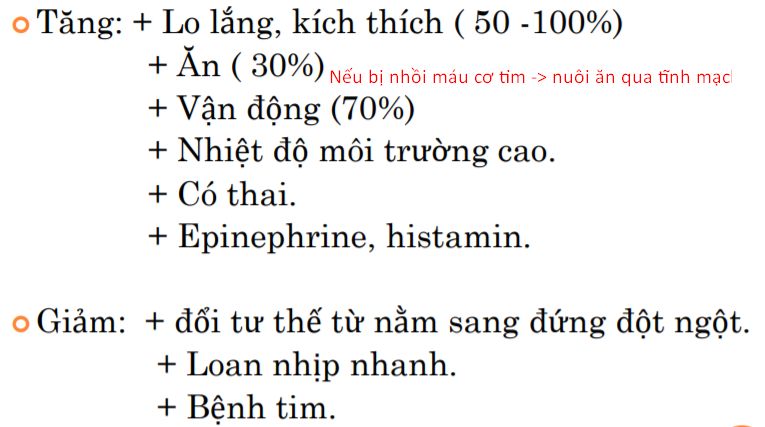 Tăng: + Lo lắng, kích thích ( 50 -100%)
+ Ăn ( 30%) Nếu bị nhồi máu cơ tim -> nuôi ăn qua tĩnh mạc
+ Vận động (70%)
+ Nhiệt độ môi trường cao.
+ Có thai.
+ Epinephrine, histamin.
Giảm: + đổi tư thế từ nằm sang đứng đột ngột.
+ Loan nhịp nhanh.
+ Bệnh tim.